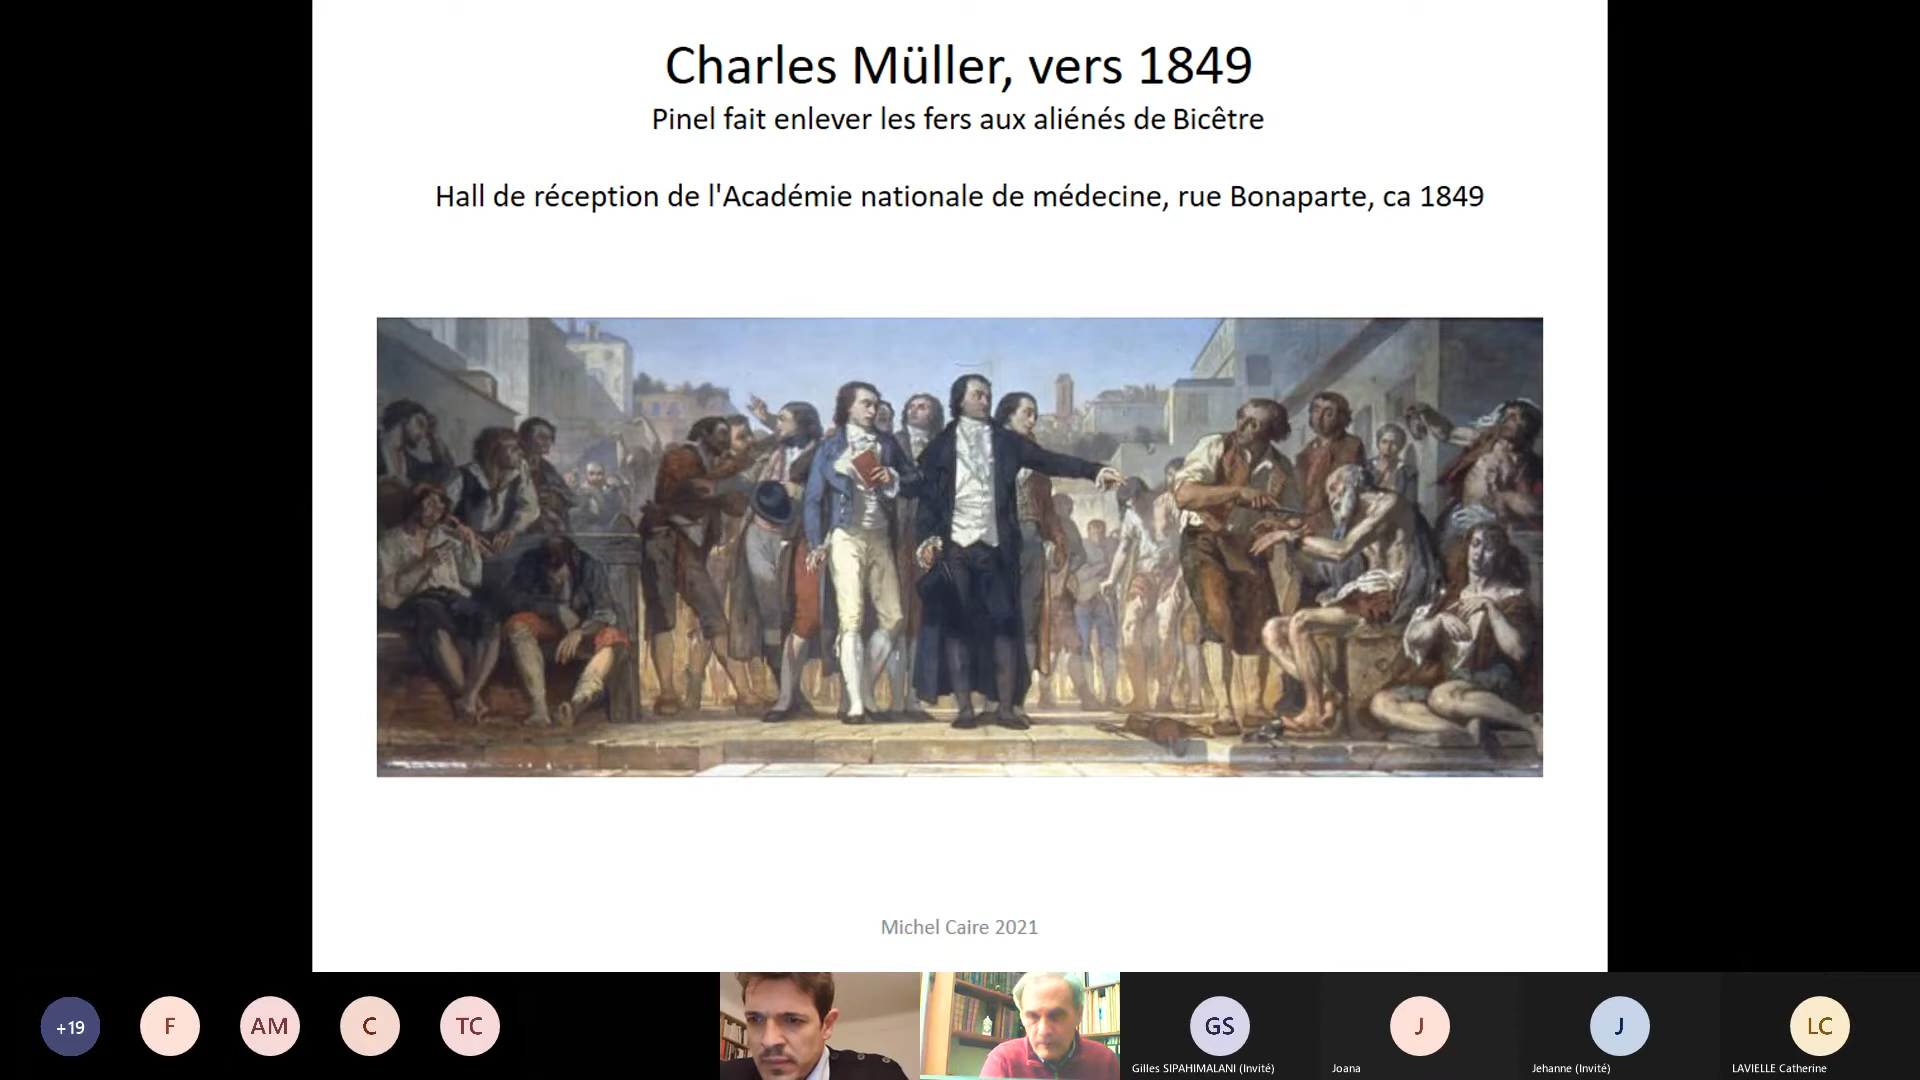 Charles Müller, vers 1849
Pinel fait enlever les fers aux aliénés de Bicêtre
Hall de réception de l'Académie nationale de médecine, rue Bonaparte, ca 1849
Michel Caire 2021
+19
F
AM
C
TC
GS
J
J
LC
Gilles SIPAHIMALANI (Invité)
Joana
Jehanne (Invité)
LAVIELLE Catherine